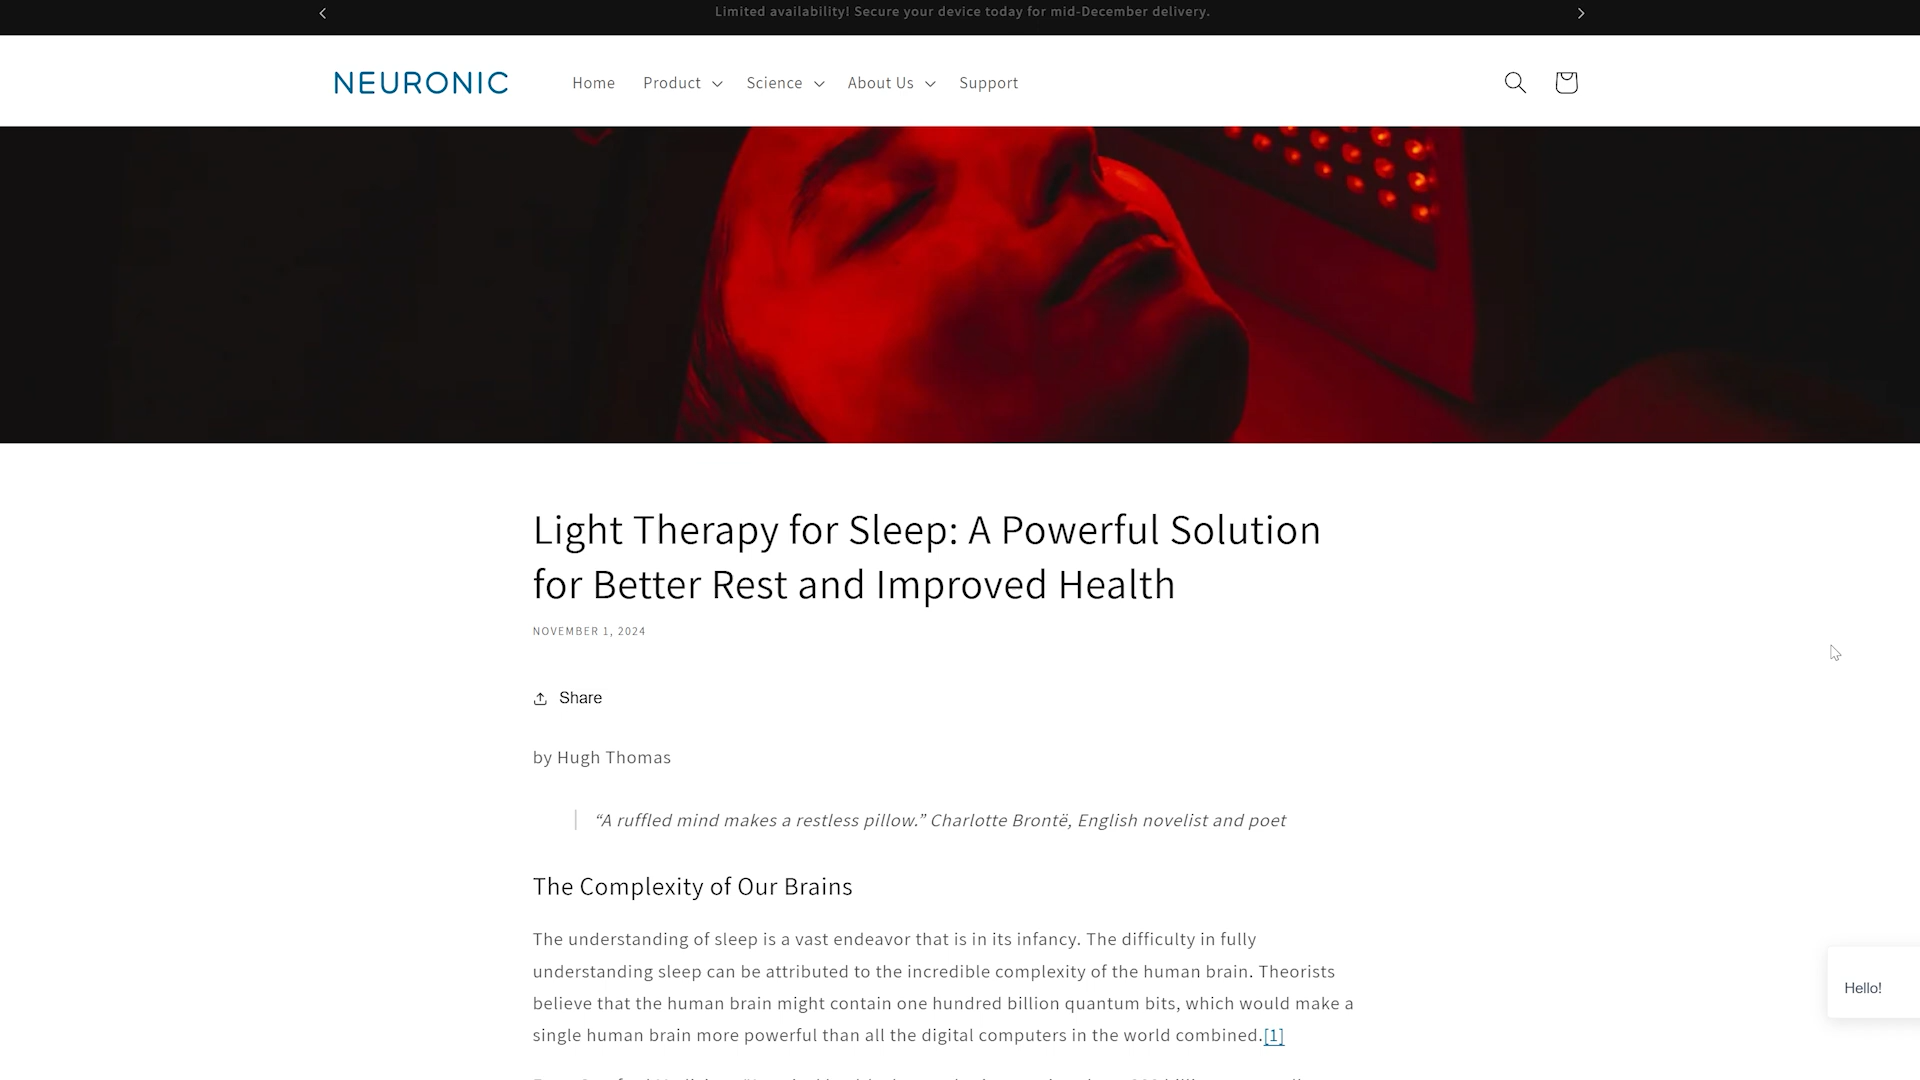 Limited availability! Secure your device today for mid-December delivery.
NEURONIC
Home Product Science About Us Support
Light Therapy for Sleep: A Powerful Solution
for Better Rest and Improved Health
NOVEMBER 1, 2024
Share
by Hugh Thomas
“A ruffled mind makes a restless pillow.” Charlotte Brontë, English novelist and poet
The Complexity of Our Brains
The understanding of sleep is a vast endeavor that is in its infancy. The difficulty in fully
understanding sleep can be attributed to the incredible complexity of the human brain. Theorists
believe that the human brain might contain one hundred billion quantum bits, which would make a
single human brain more powerful than all the digital computers in the world combined.[1]
Hello!